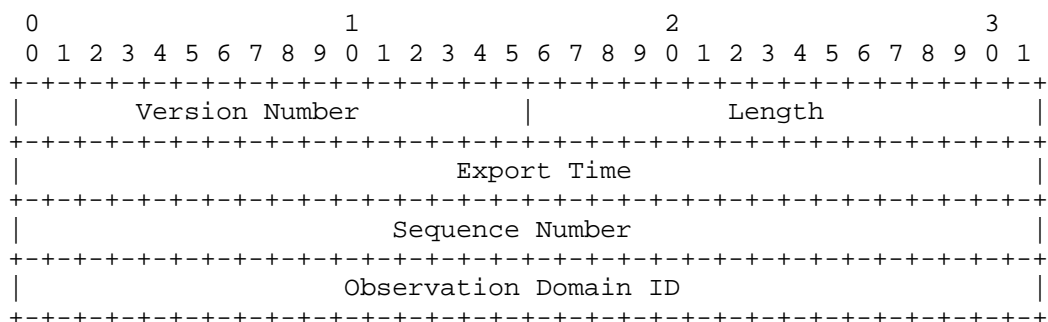 0                   1                   2                   3
 0 1 2 3 4 5 6 7 8 9 0 1 2 3 4 5 6 7 8 9 0 1 2 3 4 5 6 7 8 9 0 1
+-+-+-+-+-+-+-+-+-+-+-+-+-+-+-+-+-+-+-+-+-+-+-+-+-+-+-+-+-+-+-+-+
|       Version Number          |            Length             |
+-+-+-+-+-+-+-+-+-+-+-+-+-+-+-+-+-+-+-+-+-+-+-+-+-+-+-+-+-+-+-+-+
|                           Export Time                         |
+-+-+-+-+-+-+-+-+-+-+-+-+-+-+-+-+-+-+-+-+-+-+-+-+-+-+-+-+-+-+-+-+
|                       Sequence Number                         |
+-+-+-+-+-+-+-+-+-+-+-+-+-+-+-+-+-+-+-+-+-+-+-+-+-+-+-+-+-+-+-+-+
|                    Observation Domain ID                      |
+-+-+-+-+-+-+-+-+-+-+-+-+-+-+-+-+-+-+-+-+-+-+-+-+-+-+-+-+-+-+-+-+